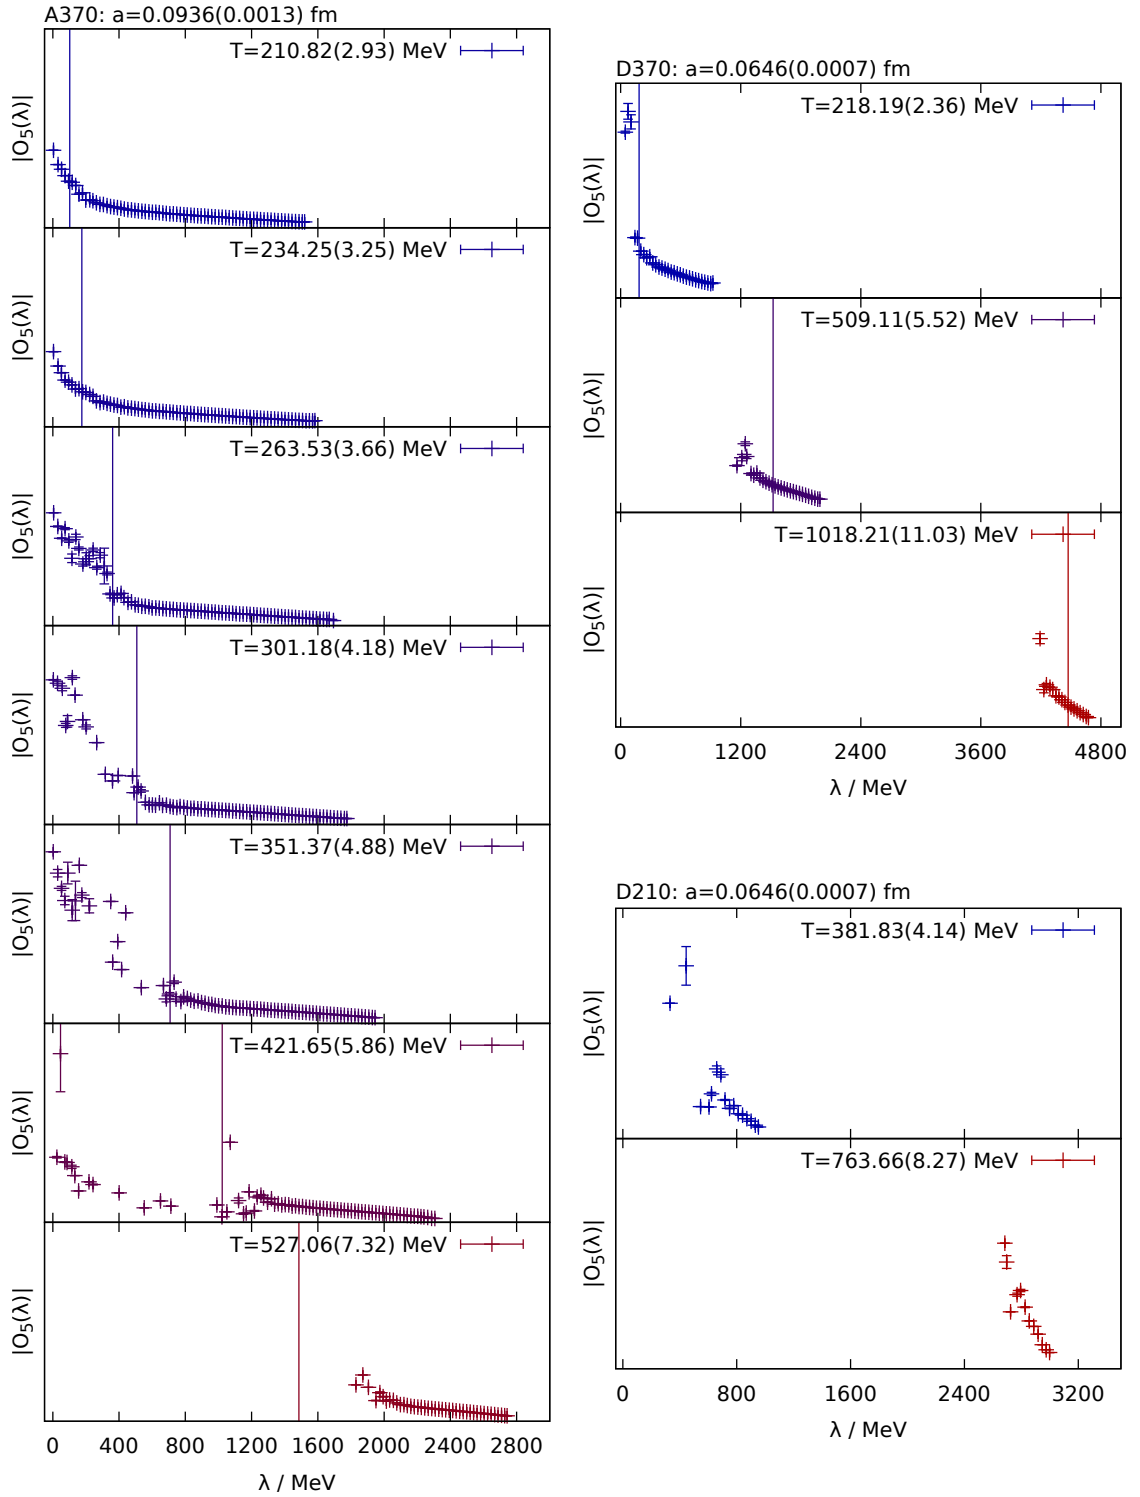 A370: a=0.0936(0.0013) fm
T=210.82(2.93) MeV
|O5(λ)|
T=234.25(3.25) MeV
|O5(λ)|
T=263.53(3.66) MeV
|O5(λ)|
T=301.18(4.18) MeV
|O5(λ)|
T=351.37(4.88) MeV
|O5(λ)|
T=421.65(5.86) MeV
|O5(λ)|
T=527.06(7.32) MeV
|O5(λ)|
0 400 800 1200 1600 2000 2400 2800
λ / MeV
D370: a=0.0646(0.0007) fm
T=218.19(2.36) MeV
|O5(λ)|
T=509.11(5.52) MeV
|O5(λ)|
T=1018.21(11.03) MeV
|O5(λ)|
0 1200 2400 3600 4800
λ / MeV
D210: a=0.0646(0.0007) fm
T=381.83(4.14) MeV
|O5(λ)|
T=763.66(8.27) MeV
|O5(λ)|
0 800 1600 2400 3200
λ / MeV